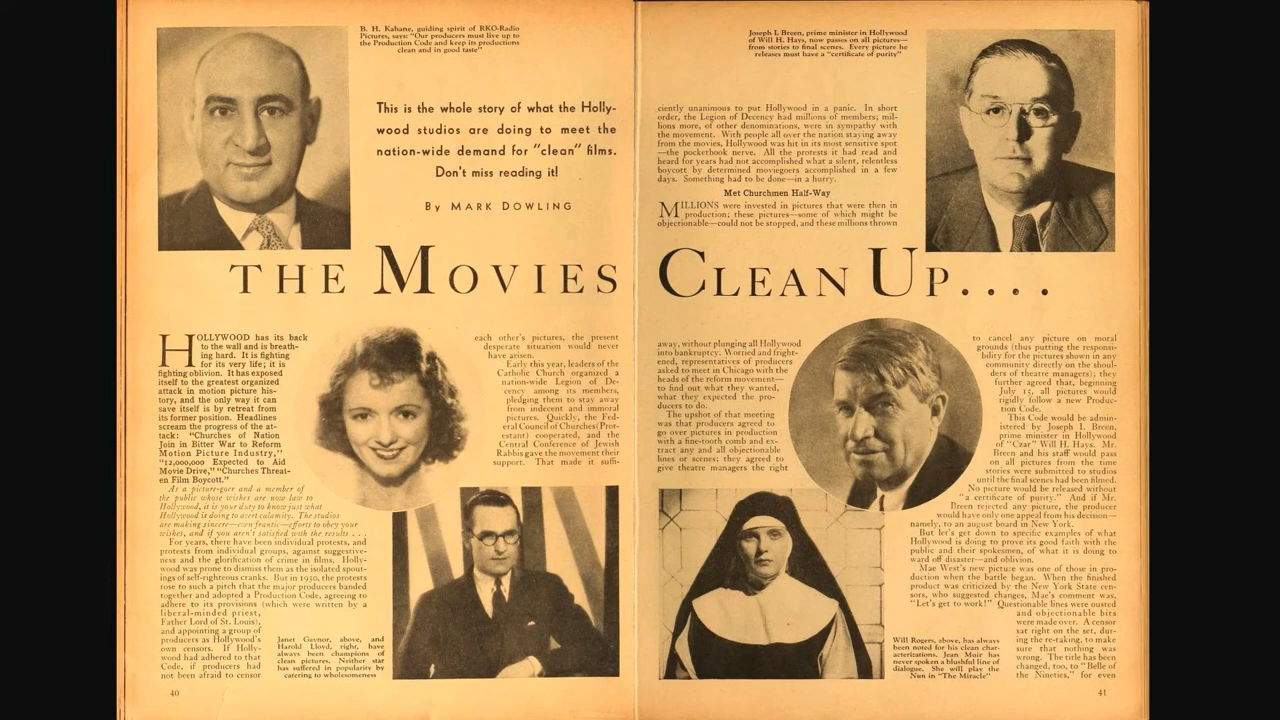 B. H. Kahane, guiding spirit of RKO-Radio
Pictures, says: "Our producers must live up to
the Production Code and keep its productions
clean and in good taste"
This is the whole story of what the Holly-
wood studios are doing to meet the
nation-wide demand for "clean" films.
Don't miss reading it!
By MARK DOWLING
THE MOVIES
HOLLYWOOD has its back
to the wall and is breath-
ing hard. It is fighting
for its very life; it is
fighting oblivion. It has exposed
itself to the greatest organized
attack in motion picture his-
tory, and the only way it can
save itself is by retreat from
its former position. Headlines
scream the progress of the at-
tack: "Churches of Nation
Join in Bitter War to Reform
Motion Picture Industry,"
"12,000,000 Expected to Aid
Movie Drive," "Churches Threat-
en Film Boycott."
As a picture-goer and a member of
the public whose wishes are now law to
Hollywood, it is your duty to know just what
Hollywood is doing to avert calamity. The studios
are making sincere—even frantic—efforts to obey your
wishes, and if you aren't satisfied with the results . . .
For years, there have been individual protests, and
protests from individual groups, against suggestive-
ness and the glorification of crime in films. Holly-
wood was prone to dismiss them as the isolated spout-
ings of self-righteous cranks. But in 1930, the protests
rose to such a pitch that the major producers banded
together and adopted a Production Code, agreeing to
adhere to its provisions (which were written by a
liberal-minded priest,
Father Lord of St. Louis),
and appointing a group of
producers as Hollywood's
own censors. If Holly-
wood had adhered to that
Code, if producers had
not been afraid to censor
each other's pictures, the present
desperate situation would never
have arisen.
Early this year, leaders of the
Catholic Church organized a
nation-wide Legion of De-
cency among its members,
pledging them to stay away
from indecent and immoral
pictures. Quickly, the Fed-
eral Council of Churches (Prot-
estant) cooperated, and the
Central Conference of Jewish
Rabbis gave the movement their
support. That made it suffi-
Janet Gaynor, above, and
Harold Lloyd, right, have
always been champions of
clean pictures. Neither star
has suffered in popularity by
catering to wholesomeness
40
Joseph I. Breen, prime minister in Hollywood
of Will H. Hays, now passes on all pictures—
from stories to final scenes. Every picture he
releases must have a "certificate of purity"
ciently unanimous to put Hollywood in a panic. In short
order, the Legion of Decency had millions of members; mil-
lions more, of other denominations, were in sympathy with
the movement. With people all over the nation staying away
from the movies, Hollywood was hit in its most sensitive spot
—the pocketbook nerve. All the protests it had read and
heard for years had not accomplished what a silent, relentless
boycott by determined moviegoers accomplished in a few
days. Something had to be done—in a hurry.
Met Churchmen Half-Way
MILLIONS were invested in pictures that were then in
production; these pictures—some of which might be
objectionable—could not be stopped, and these millions thrown
CLEAN UP....
away, without plunging all Hollywood
into bankruptcy. Worried and fright-
ened, representatives of producers
asked to meet in Chicago with the
heads of the reform movement—
to find out what they wanted,
what they expected the pro-
ducers to do.
The upshot of that meeting
was that producers agreed to
go over pictures in production
with a fine-tooth comb and ex-
tract any and all objectionable
lines or scenes; they agreed to
give theatre managers the right
to cancel any picture on moral
grounds (thus putting the responsi-
bility for the pictures shown in any
community directly on the shoul-
ders of theatre managers); they
further agreed that, beginning
July 15, all pictures would
rigidly follow a new Produc-
tion Code.
This Code would be admin-
istered by Joseph I. Breen,
prime minister in Hollywood
of "Czar" Will H. Hays. Mr.
Breen and his staff would pass
on all pictures from the time
stories were submitted to studios
until the final scenes had been filmed.
No picture would be released without
"a certificate of purity." And if Mr.
Breen rejected any picture, the producer
would have only one appeal from his decision—
namely, to an august board in New York.
But let's get down to specific examples of what
Hollywood is doing to prove its good faith with the
public and their spokesmen, of what it is doing to
ward off disaster—and oblivion.
Mae West's new picture was one of those in pro-
duction when the battle began. When the finished
product was criticized by the New York State cen-
sors, who suggested changes, Mae's comment was,
"Let's get to work!" Questionable lines were ousted
and objectionable bits
were made over. A censor
sat right on the set, dur-
ing the re-taking, to make
sure that nothing was
wrong. The title has been
changed, too, to "Belle of
the Nineties," for even
Will Rogers, above, has always
been noted for his clean char-
acterizations. Jean Muir has
never spoken a blushful line of
dialogue. She will play the
Nun in "The Miracle"
41